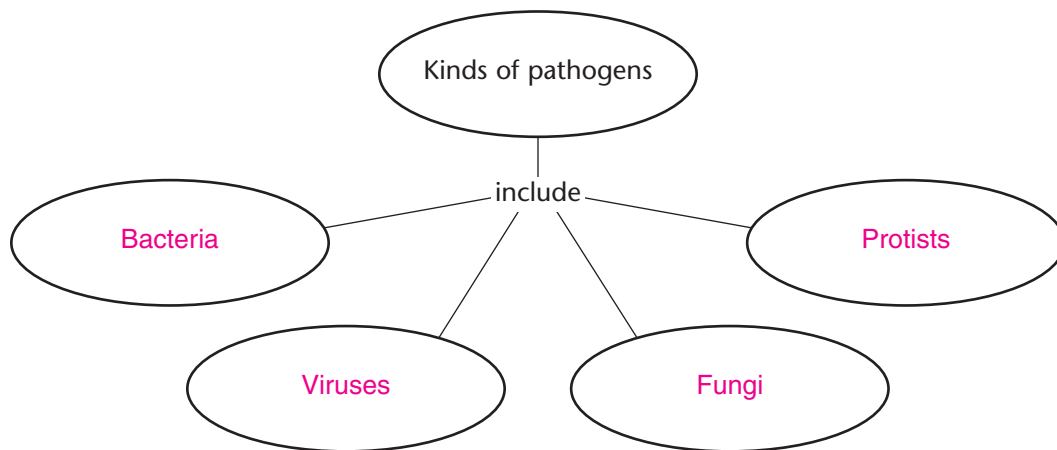 Kinds of pathogens
include
Bacteria
Protists
Viruses
Fungi